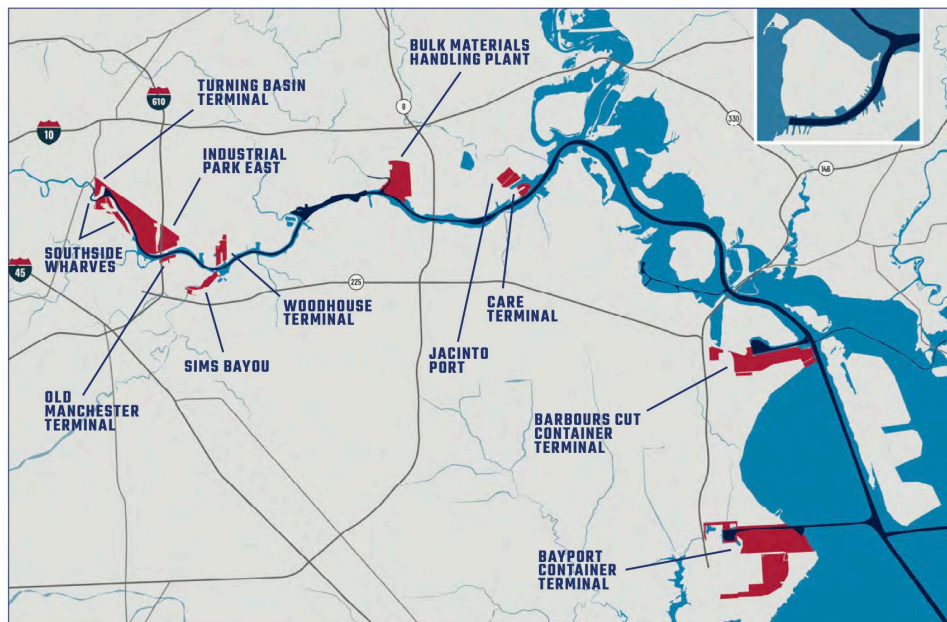 BULK MATERIALS
HANDLING PLANT
TURNING BASIN
TERMINAL
610
8
330
10
INDUSTRIAL
PARK EAST
146
SOUTHSIDE
WHARVES
45
225
WOODHOUSE
TERMINAL
CARE
TERMINAL
SIMS BAYOU
JACINTO
PORT
OLD
MANCHESTER
TERMINAL
BARBOURS CUT
CONTAINER
TERMINAL
BAYPORT
CONTAINER
TERMINAL